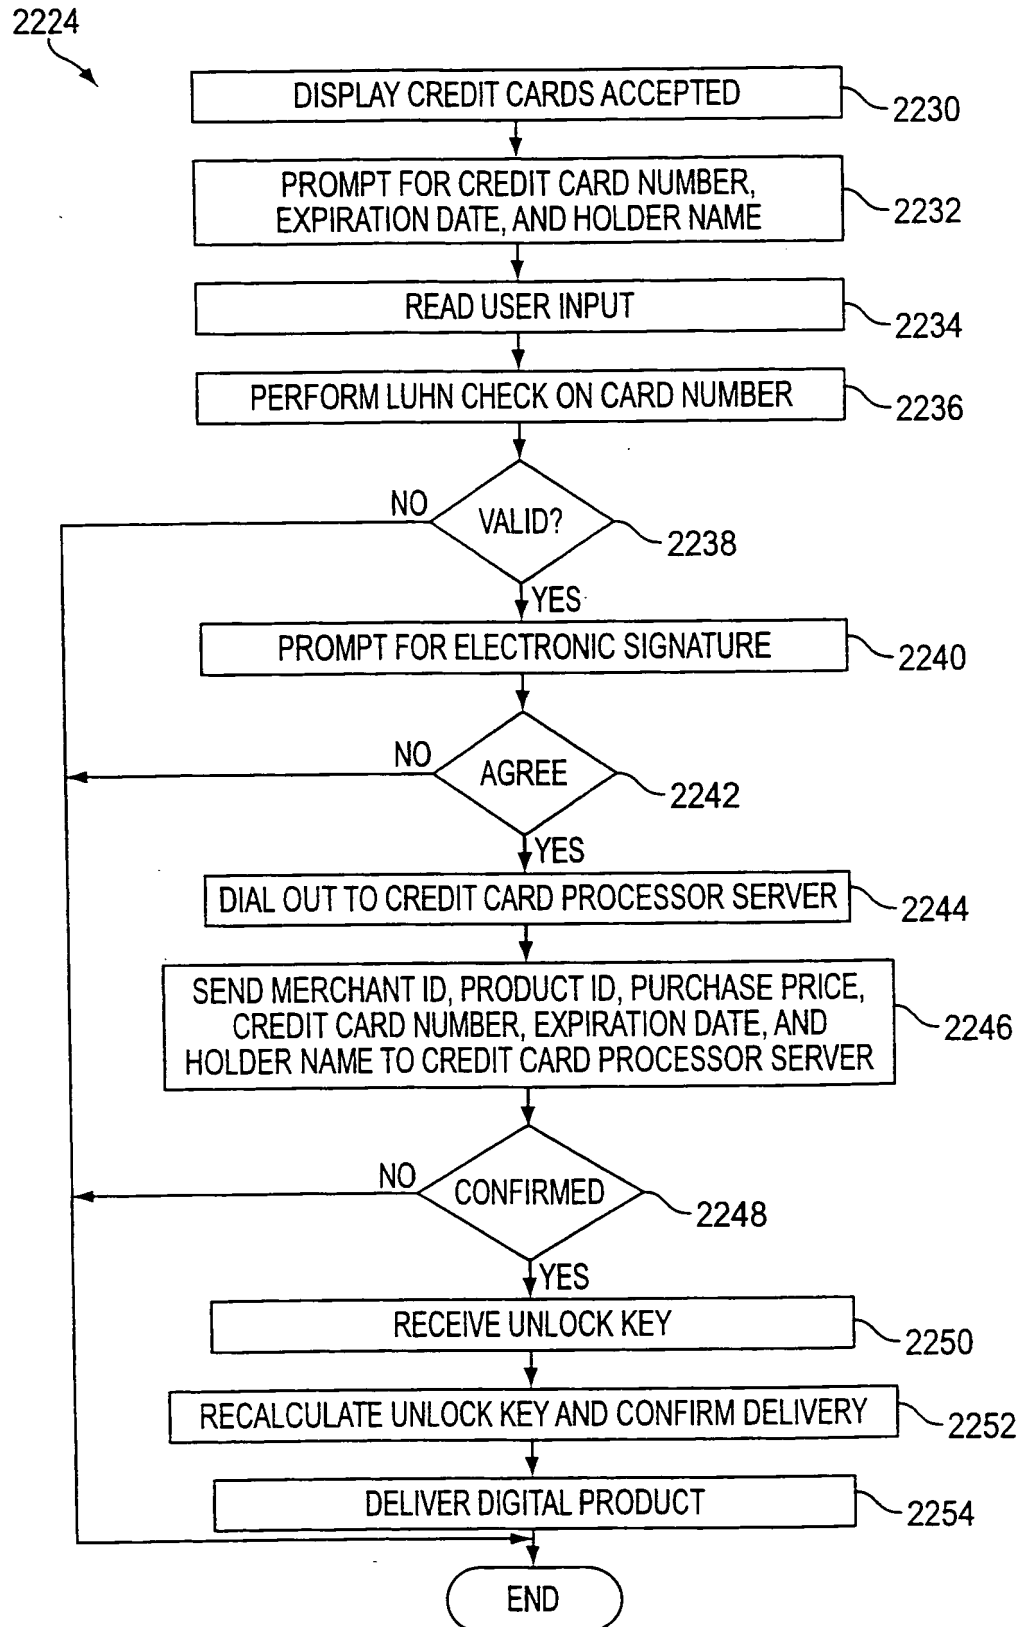 2224
DISPLAY CREDIT CARDS ACCEPTED
2230
PROMPT FOR CREDIT CARD NUMBER,
EXPIRATION DATE, AND HOLDER NAME
2232
READ USER INPUT
2234
PERFORM LUHN CHECK ON CARD NUMBER
2236
NO
VALID?
2238
YES
PROMPT FOR ELECTRONIC SIGNATURE
2240
NO
AGREE
2242
YES
DIAL OUT TO CREDIT CARD PROCESSOR SERVER
2244
SEND MERCHANT ID, PRODUCT ID, PURCHASE PRICE,
CREDIT CARD NUMBER, EXPIRATION DATE, AND
HOLDER NAME TO CREDIT CARD PROCESSOR SERVER
2246
NO
CONFIRMED
2248
YES
RECEIVE UNLOCK KEY
2250
RECALCULATE UNLOCK KEY AND CONFIRM DELIVERY
2252
DELIVER DIGITAL PRODUCT
2254
END